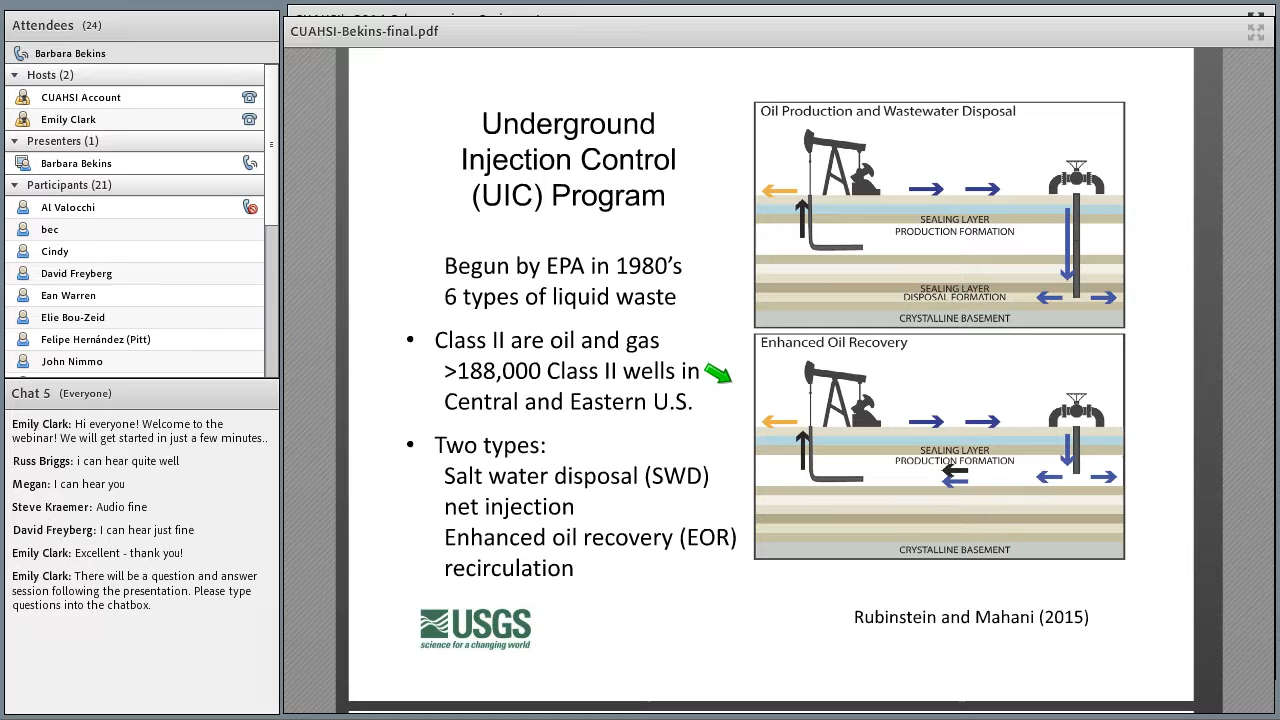 Attendees (24)
Barbara Bekins
Hosts (2)
CUAHSI Account
Emily Clark
Presenters (1)
Barbara Bekins
Participants (21)
Al Valocchi
bec
Cindy
David Freyberg
Ean Warren
Elie Bou-Zeid
Felipe Hernández (Pitt)
John Nimmo
Chat 5 (Everyone)
Emily Clark: Hi everyone! Welcome to the
webinar! We will get started in just a few minutes..
Russ Briggs: i can hear quite well
Megan: I can hear you
Steve Kraemer: Audio fine
David Freyberg: I can hear just fine
Emily Clark: Excellent - thank you!
Emily Clark: There will be a question and answer
session following the presentation. Please type
questions into the chatbox.
CUAHSI-Bekins-final.pdf
Underground
Injection Control
(UIC) Program
Begun by EPA in 1980's
6 types of liquid waste
• Class II are oil and gas
>188,000 Class II wells in
Central and Eastern U.S.
• Two types:
Salt water disposal (SWD)
net injection
Enhanced oil recovery (EOR)
recirculation
USGS
science for a changing world
Oil Production and Wastewater Disposal
SEALING LAYER
PRODUCTION FORMATION
SEALING LAYER
DISPOSAL FORMATION
CRYSTALLINE BASEMENT
Enhanced Oil Recovery
SEALING LAYER
PRODUCTION FORMATION
CRYSTALLINE BASEMENT
Rubinstein and Mahani (2015)